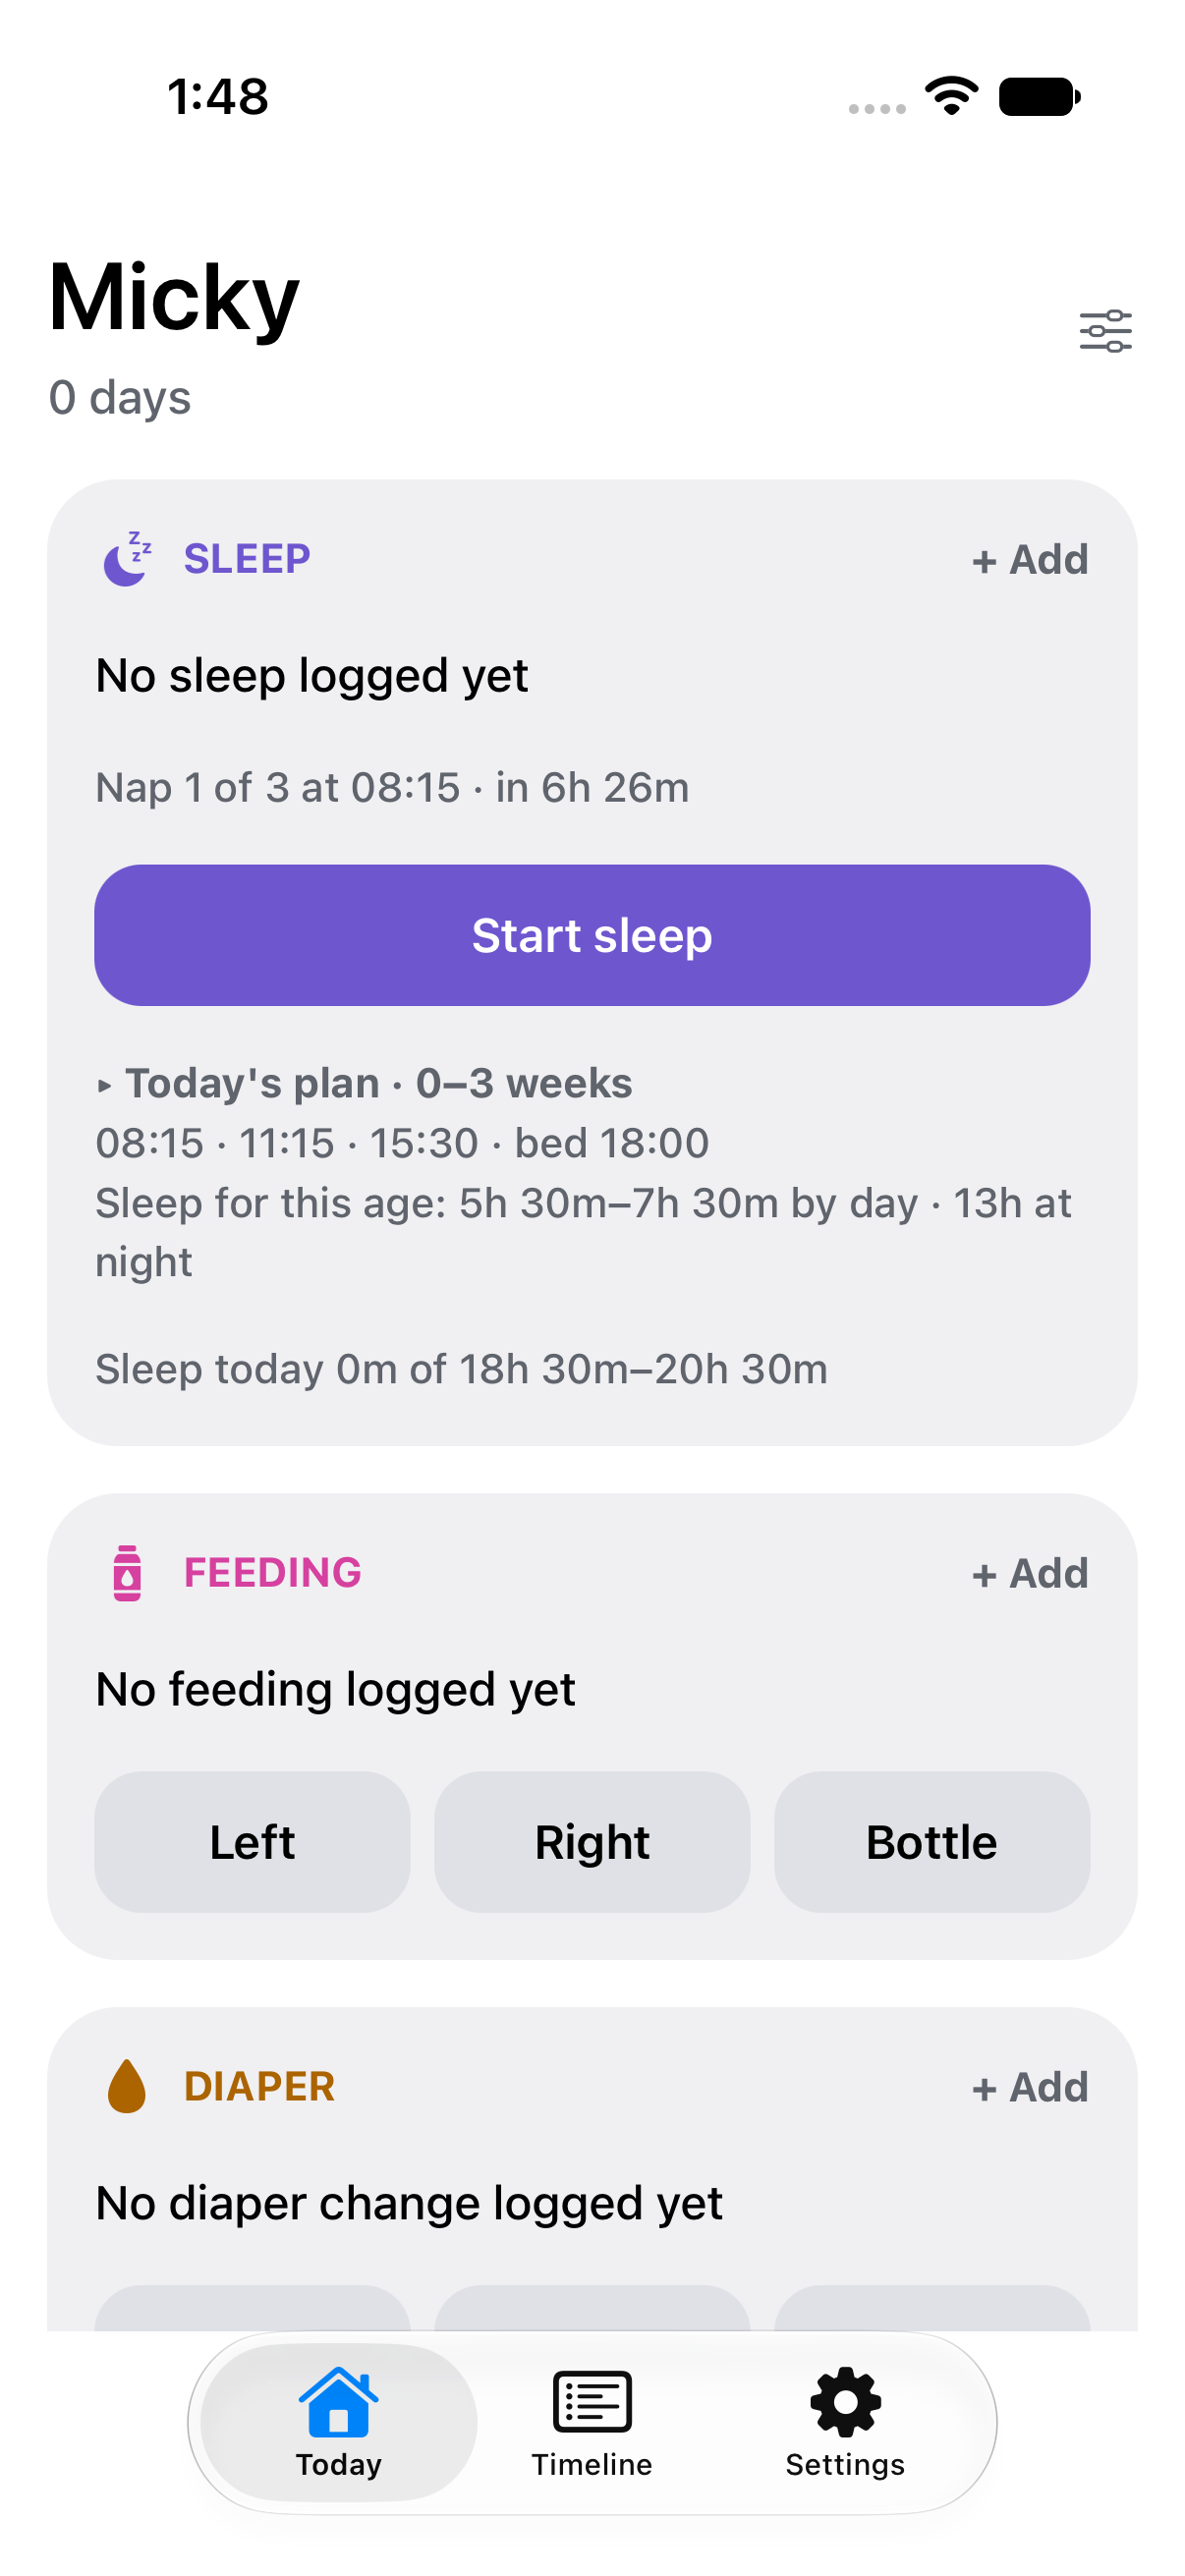 1:48
Micky
0 days
SLEEP
+ Add
No sleep logged yet
Nap 1 of 3 at 08:15 · in 6h 26m
Start sleep
▸ Today's plan · 0–3 weeks
08:15 · 11:15 · 15:30 · bed 18:00
Sleep for this age: 5h 30m–7h 30m by day · 13h at
night
Sleep today 0m of 18h 30m–20h 30m
FEEDING
+ Add
No feeding logged yet
Left
Right
Bottle
DIAPER
+ Add
No diaper change logged yet
Today
Timeline
Settings